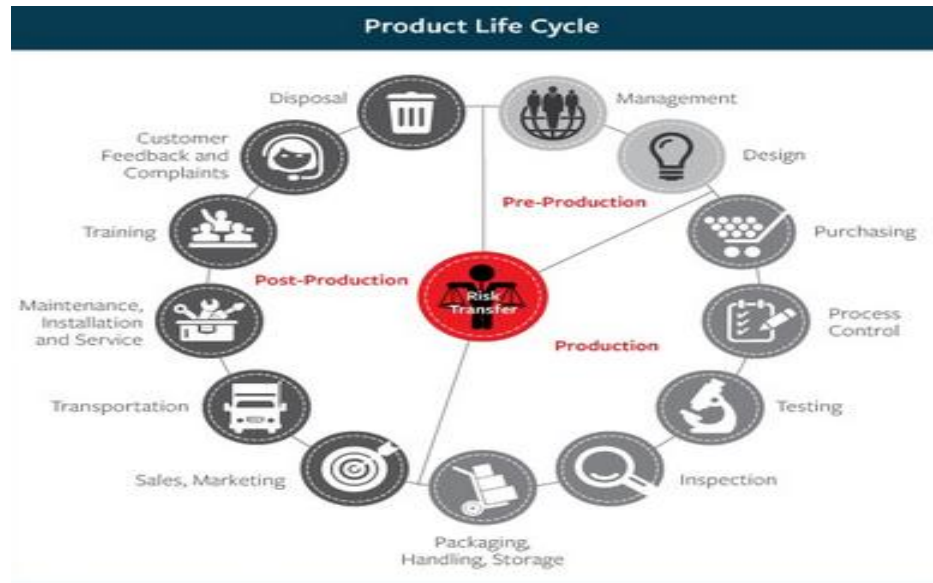 Product Life Cycle
Disposal
Management
Customer
Feedback and
Complaints
Design
Pre-Production
Training
Purchasing
Post-Production
Risk
Transfer
Maintenance,
Installation
and Service
Process
Control
Production
Transportation
Testing
Sales, Marketing
Inspection
Packaging,
Handling, Storage